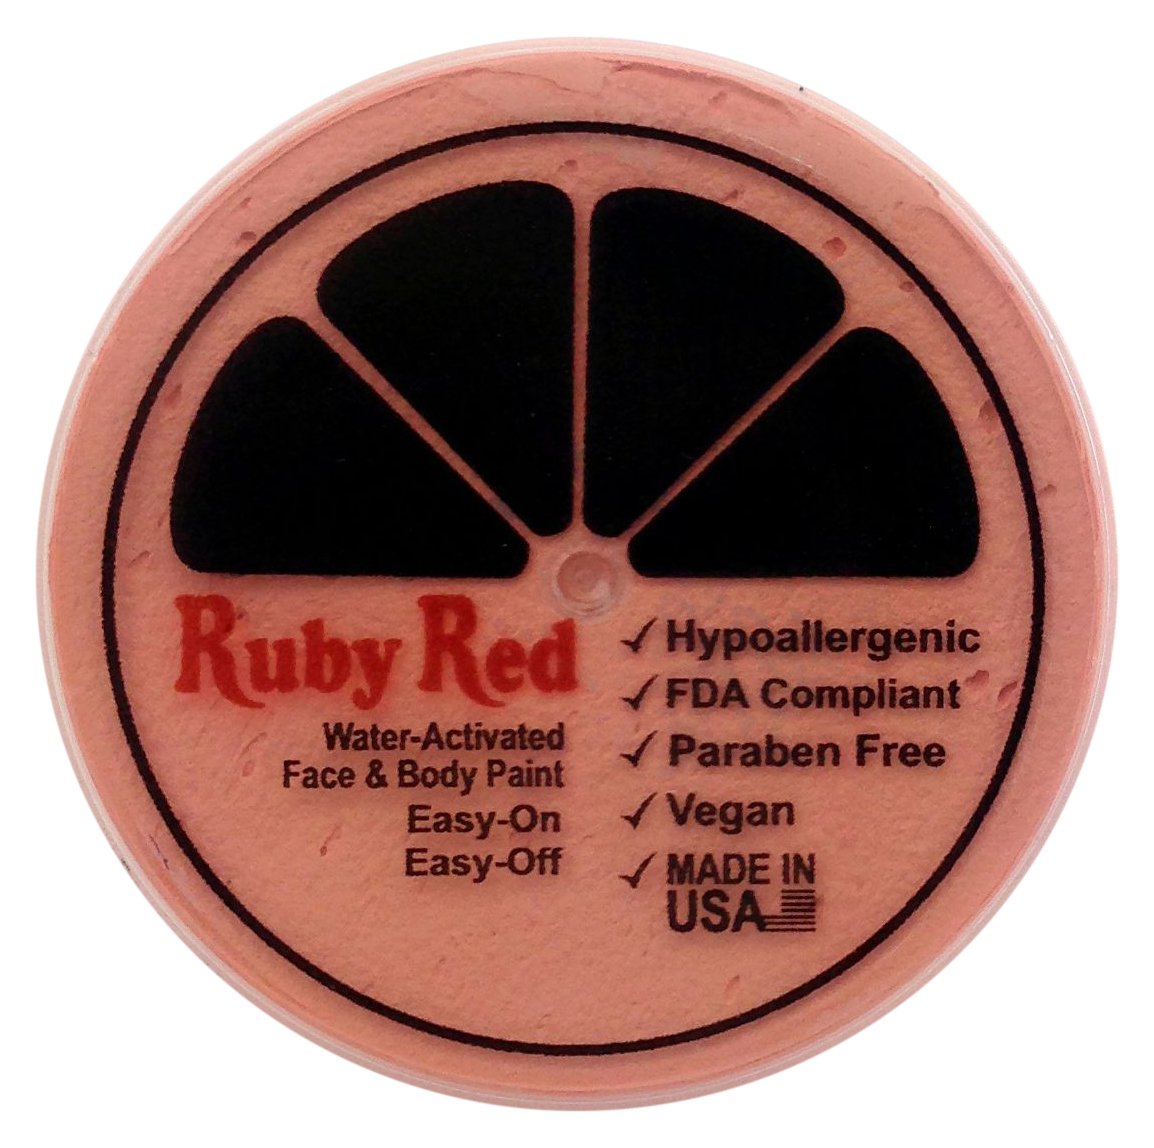 Ruby Red
Water-Activated
Face & Body Paint
Easy-On
Easy-Off
✓ Hypoallergenic
✓ FDA Compliant
✓ Paraben Free
✓ Vegan
✓ MADE IN
USA